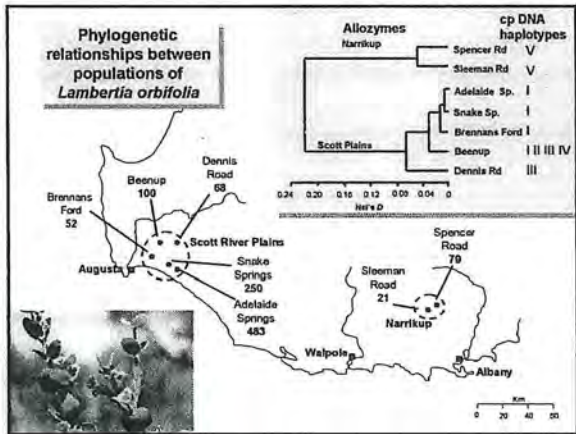 Phylogenetic
relationships between
populations of
Lambertia orbifolia
Allozymes
cp DNA
haplotypes
Narrikup
Spencer Rd V
Sleeman Rd V
Adelaide Sp. I
Snake Sp. I
Brennans Ford I
Scott Plains
Beenup I II III IV
Dennis Rd III
0.24 0.20 0.16 0.12 0.00 0.04 0
Nei's D
Dennis
Road
68
Beenup
100
Brennans
Ford
52
Scott River Plains
Augusta
Snake
Springs
250
Adelaide
Springs
483
Spencer
Road
79
Sleeman
Road
21
Narrikup
Walpole
Albany
Km
0 20 40 60